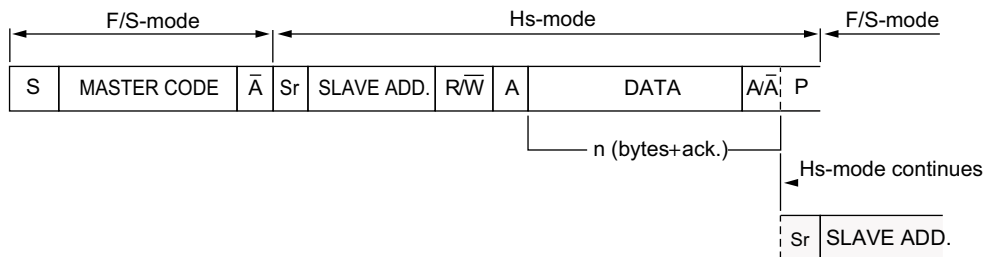 F/S-mode Hs-mode F/S-mode
S MASTER CODE A̅ Sr SLAVE ADD. R/W̅ A DATA A/A̅ P
n (bytes+ack.)
Hs-mode continues
Sr SLAVE ADD.